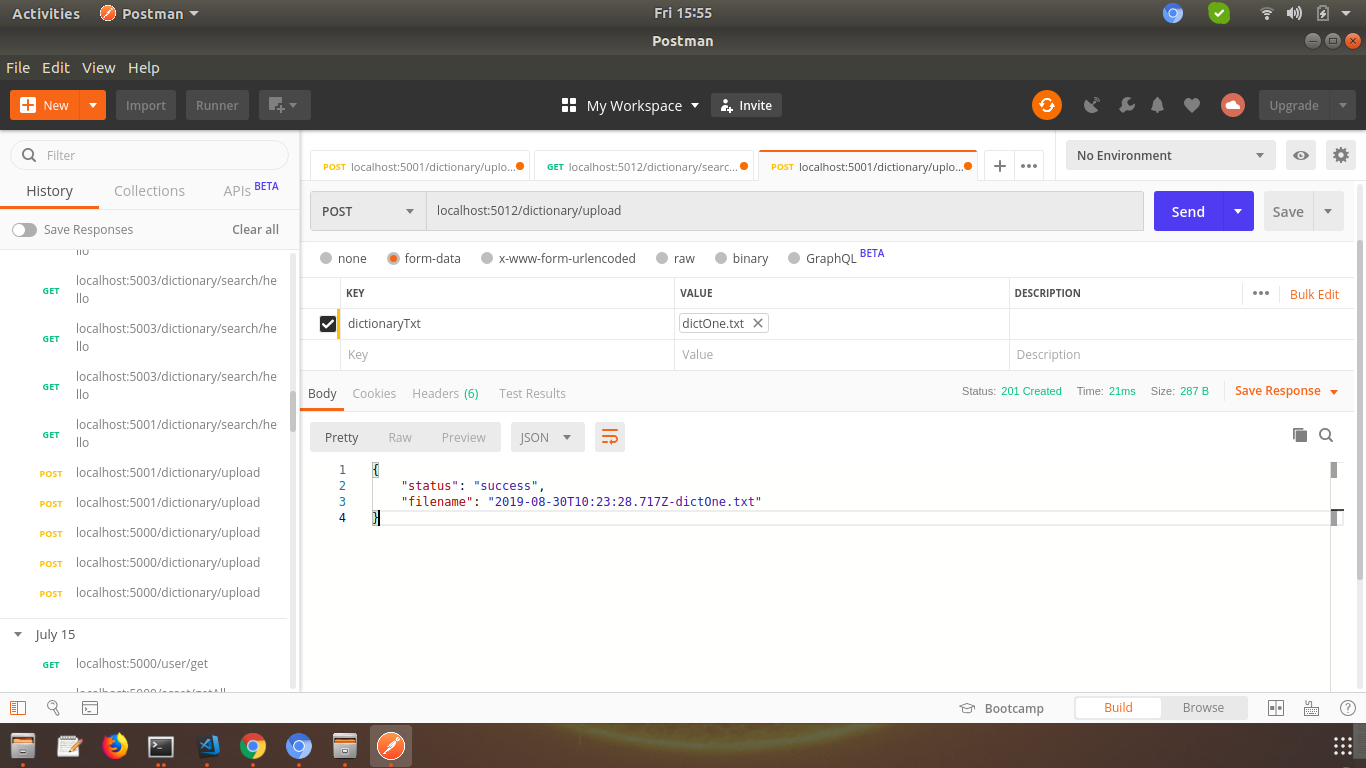 Activities Postman Fri 15:55
Postman
File Edit View Help
New Import Runner My Workspace Invite Upgrade
Filter
History Collections APIs BETA
Save Responses Clear all
llo
GET localhost:5003/dictionary/search/he
llo
GET localhost:5003/dictionary/search/he
llo
GET localhost:5003/dictionary/search/he
llo
GET localhost:5001/dictionary/search/he
llo
POST localhost:5001/dictionary/upload
POST localhost:5001/dictionary/upload
POST localhost:5000/dictionary/upload
POST localhost:5000/dictionary/upload
POST localhost:5000/dictionary/upload
July 15
GET localhost:5000/user/get
POST localhost:5001/dictionary/uplo... GET localhost:5012/dictionary/searc... POST localhost:5001/dictionary/uplo... No Environment
POST localhost:5012/dictionary/upload Send Save
none form-data x-www-form-urlencoded raw binary GraphQL BETA
KEY VALUE DESCRIPTION Bulk Edit
dictionaryTxt dictOne.txt
Key Value Description
Body Cookies Headers (6) Test Results Status: 201 Created Time: 21ms Size: 287 B Save Response
Pretty Raw Preview JSON
1 {
2 "status": "success",
3 "filename": "2019-08-30T10:23:28.717Z-dictOne.txt"
4 }
Bootcamp Build Browse